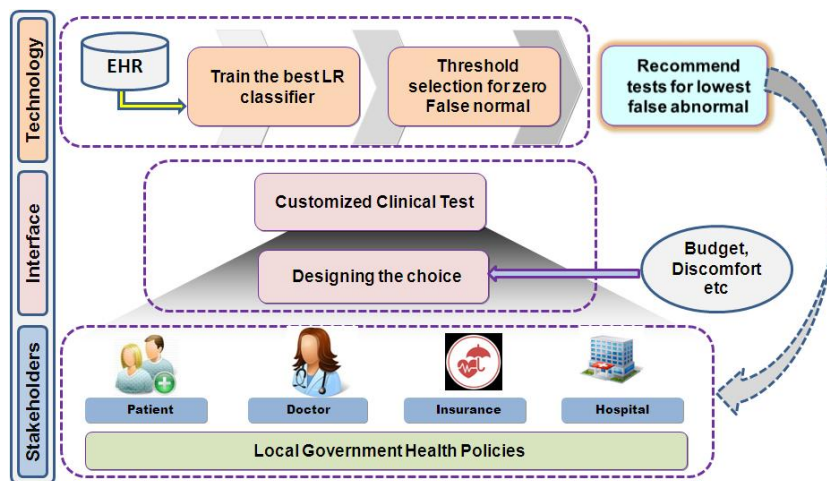 Technology
EHR
Train the best LR
classifier
Threshold
selection for zero
False normal
Recommend
tests for lowest
false abnormal
Interface
Customized Clinical Test
Designing the choice
Budget,
Discomfort
etc
Stakeholders
Patient
Doctor
Insurance
Hospital
Local Government Health Policies